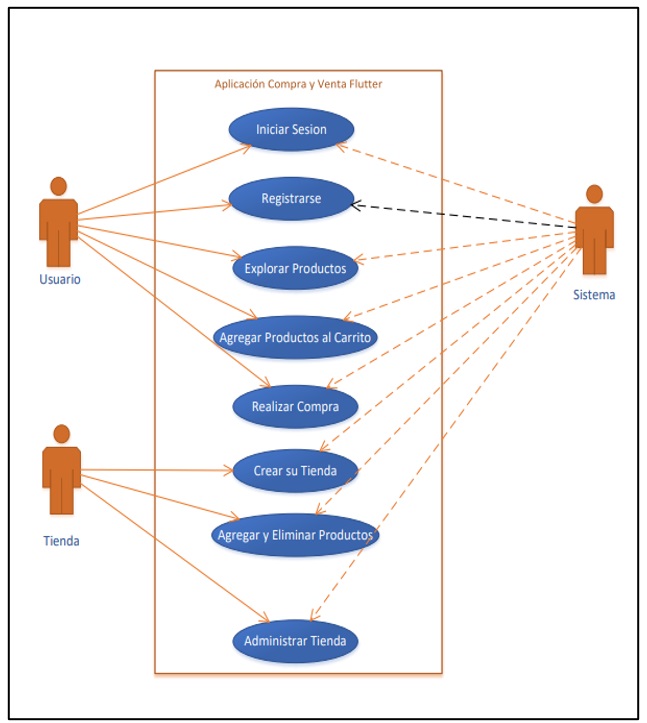 Aplicación Compra y Venta Flutter
Iniciar Sesion
Registrarse
Explorar Productos
Usuario
Sistema
Agregar Productos al Carrito
Realizar Compra
Crear su Tienda
Agregar y Eliminar Productos
Tienda
Administrar Tienda